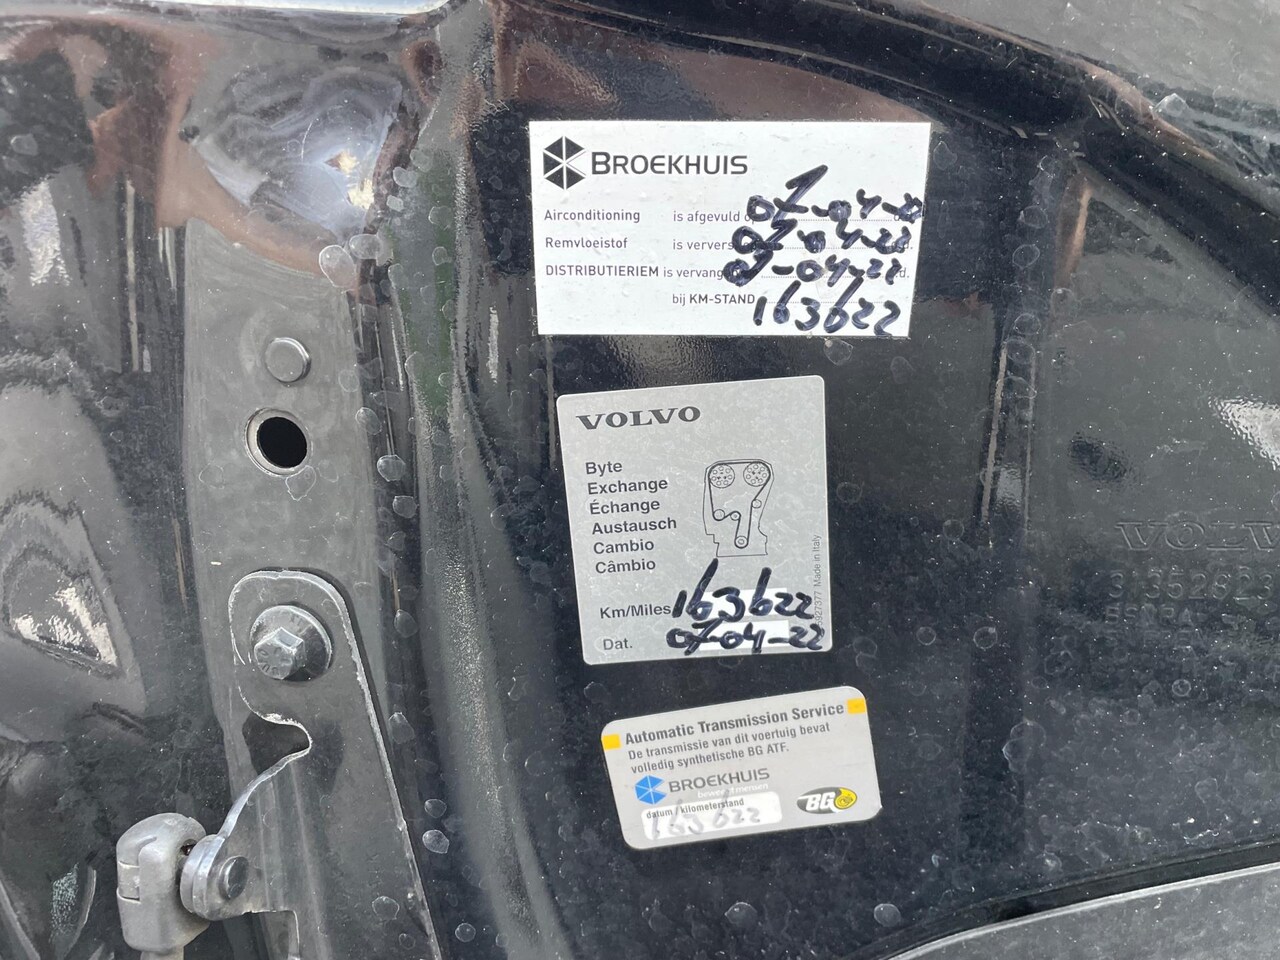 BROEKHUIS
Airconditioning is afgevuld op 07-04-22
Remvloeistof is ververs 07-04-22 d.
DISTRIBUTIERIEM is vervang 07-04-22 d.
bij KM-STAND 163622
VOLVO
Byte
Exchange
Échange
Austausch
Cambio
Câmbio
Km/Miles 163622
Dat. 07-04-22
Made in Italy
Automatic Transmission Service
De transmissie van dit voertuig bevat
volledig synthetische BG ATF.
BROEKHUIS
datum / kilometerstand
163622
BG
VOLV